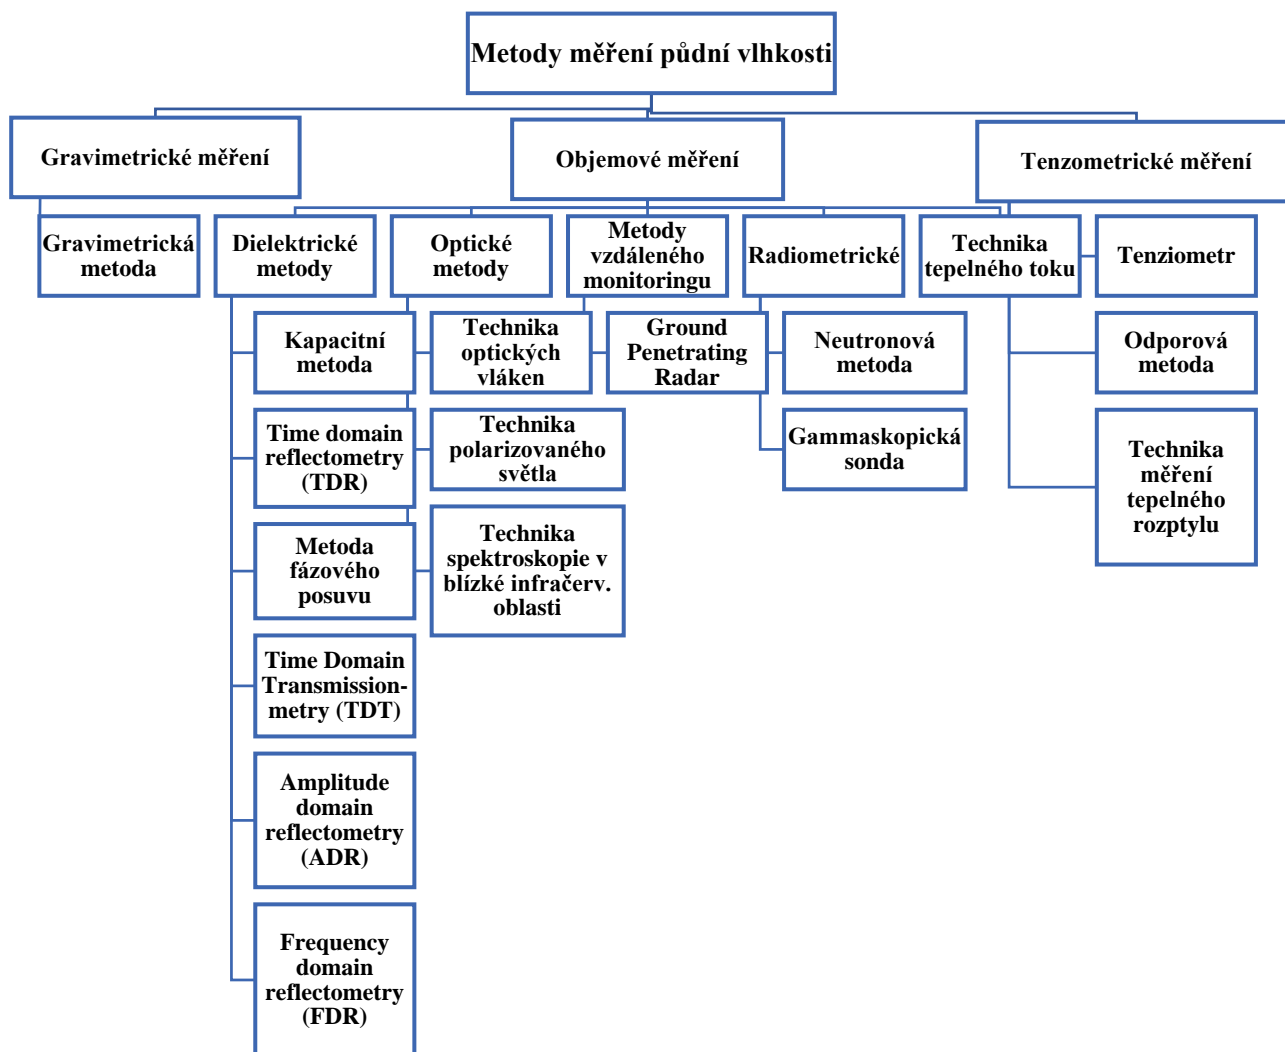 Metody měření půdní vlhkosti
Gravimetrické měření
Objemové měření
Tenzometrické měření
Gravimetrická
metoda
Dielektrické
metody
Optické
metody
Metody
vzdáleného
monitoringu
Radiometrické
Technika
tepelného toku
Tenziometr
Kapacitní
metoda
Technika
optických
vláken
Ground
Penetrating
Radar
Neutronová
metoda
Odporová
metoda
Time domain
reflectometry
(TDR)
Technika
polarizovaného
světla
Gammaskopická
sonda
Technika
měření
tepelného
rozptylu
Metoda
fázového
posuvu
Technika
spektroskopie v
blízké infračerv.
oblasti
Time Domain
Transmission-
metry (TDT)
Amplitude
domain
reflectometry
(ADR)
Frequency
domain
reflectometry
(FDR)